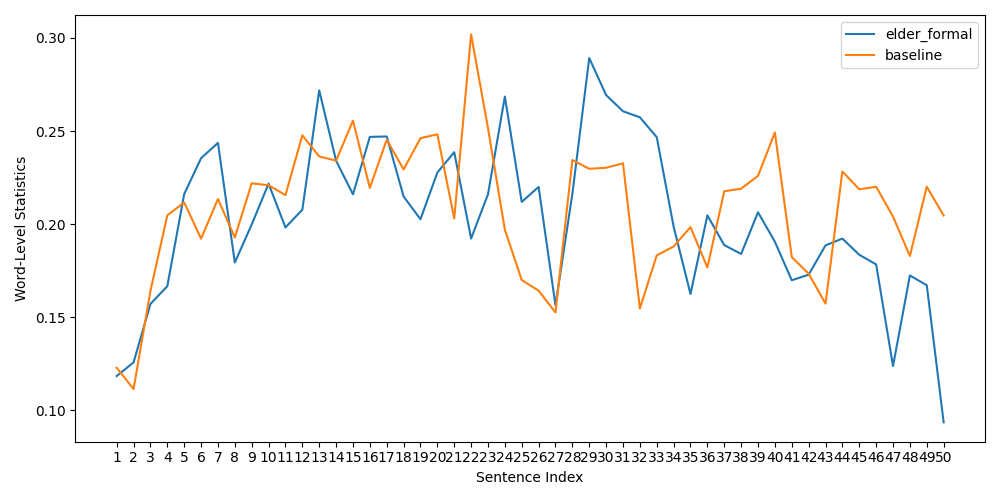 elder_formal
baseline
0.30
0.25
0.20
0.15
0.10
Word-Level Statistics
1 2 3 4 5 6 7 8 9 10 11 12 13 14 15 16 17 18 19 20 21 22 23 24 25 26 27 28 29 30 31 32 33 34 35 36 37 38 39 40 41 42 43 44 45 46 47 48 49 50
Sentence Index